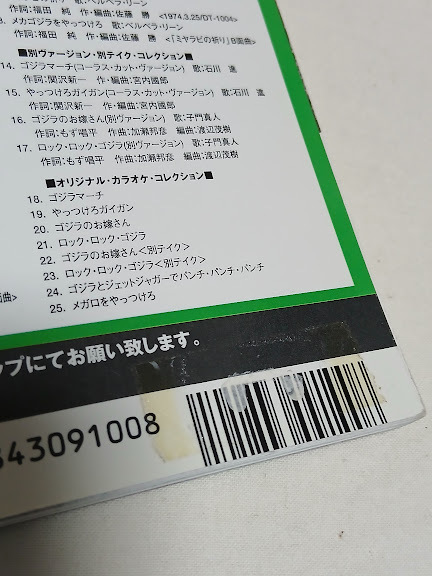 作詞:福田 純 作・編曲:佐藤 勝 <1974.3.25/DT-1004>
メカゴジラをやっつけろ 歌:ベルベラ・リーン
作詞:福田 純 作・編曲:佐藤 勝 <「ミヤラビの祈り」B面曲>
■別ヴァージョン・別テイク・コレクション■
14. ゴジラマーチ(コーラス・カット・ヴァージョン) 歌:石川 進
作詞:関沢新一 作・編曲:宮内國郎
15. やっつけろガイガン(コーラス・カット・ヴァージョン) 歌:石川 進
作詞:関沢新一 作・編曲:宮内國郎
16. ゴジラのお嫁さん(別ヴァージョン) 歌:子門真人
作詞:もず唱平 作曲:加瀬邦彦 編曲:渡辺茂樹
17. ロック・ロック・ゴジラ(別ヴァージョン) 歌:子門真人
作詞:もず唱平 作曲:加瀬邦彦 編曲:渡辺茂樹
■オリジナル・カラオケ・コレクション■
18. ゴジラマーチ
19. やっつけろガイガン
20. ゴジラのお嫁さん
21. ロック・ロック・ゴジラ
22. ゴジラのお嫁さん<別テイク>
23. ロック・ロック・ゴジラ<別テイク>
24. ゴジラとジェットジャガーでパンチ・パンチ・パンチ
25. メガロをやっつけろ
面曲>
ップにてお願い致します。
43091008